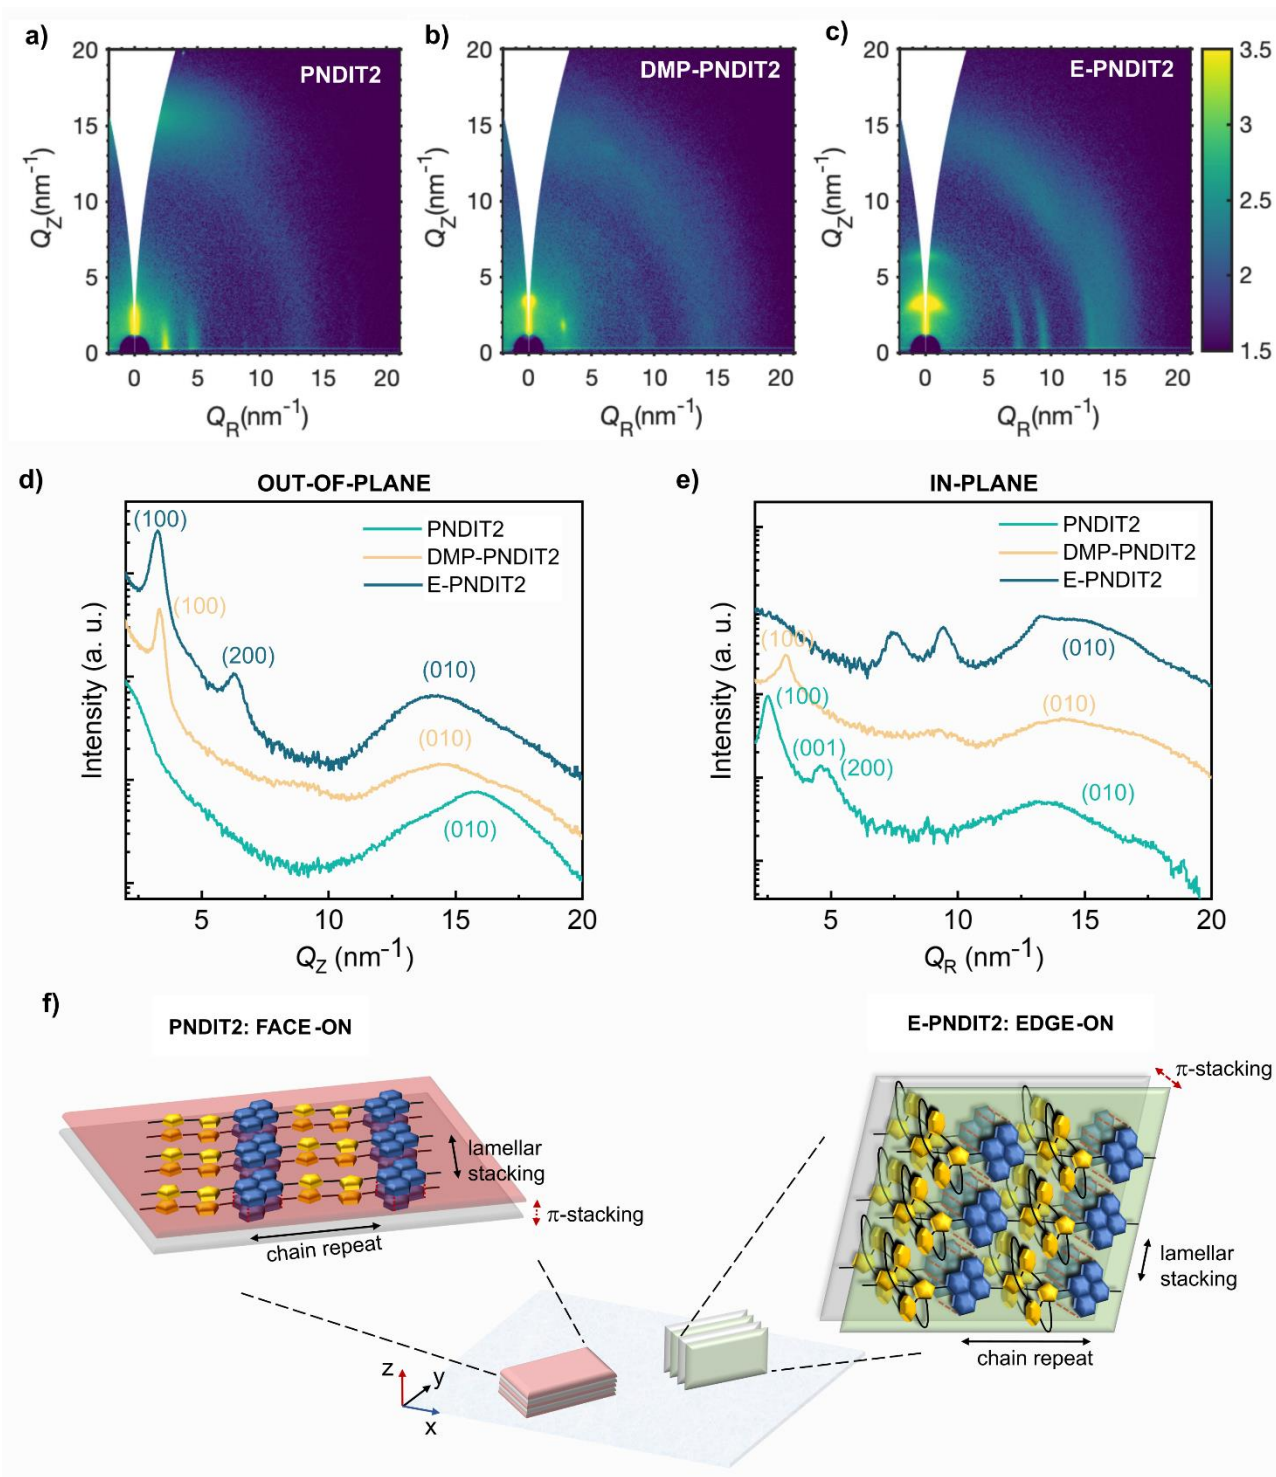 a)
PNDIT2
20
15
10
5
0
Q_Z(nm⁻¹)
0 5 10 15 20
Q_R(nm⁻¹)
b)
DMP-PNDIT2
20
15
10
5
0
Q_Z(nm⁻¹)
0 5 10 15 20
Q_R(nm⁻¹)
c)
E-PNDIT2
20
15
10
5
0
Q_Z(nm⁻¹)
0 5 10 15 20
Q_R(nm⁻¹)
3.5
3
2.5
2
1.5
d)
OUT-OF-PLANE
(100)
PNDIT2
DMP-PNDIT2
E-PNDIT2
(100)
(200)
(010)
(010)
(010)
Intensity (a. u.)
5 10 15 20
Q_Z (nm⁻¹)
e)
IN-PLANE
PNDIT2
DMP-PNDIT2
E-PNDIT2
(100)
(010)
(100)
(010)
(001)
(200)
(010)
Intensity (a. u.)
5 10 15 20
Q_R (nm⁻¹)
f)
PNDIT2: FACE-ON
lamellar
stacking
π-stacking
chain repeat
E-PNDIT2: EDGE-ON
π-stacking
lamellar
stacking
chain repeat
z
y
x